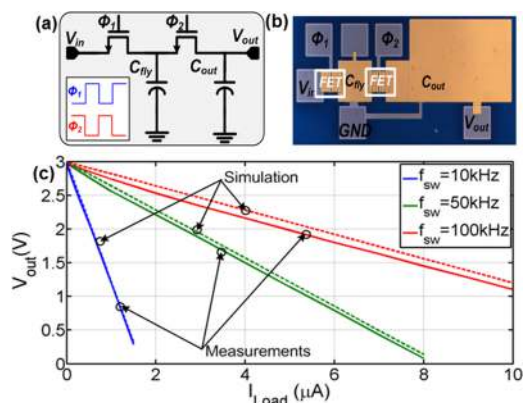 (a)
Φ1
Φ2
Vin
Vout
Cfly
Cout
Φ1
Φ2
(b)
Φ1
Φ2
Vin
FET
Cfly
FET
Cout
GND
Vout
(c)
Simulation
Measurements
fsw=10kHz
fsw=50kHz
fsw=100kHz
Vout(V)
3
2.5
2
1.5
1
0.5
0
0
2
4
6
8
10
ILoad (μA)